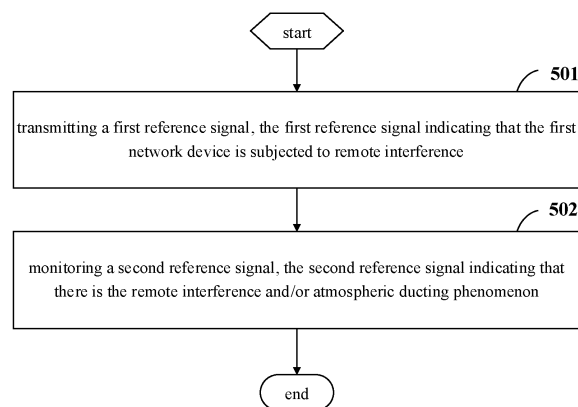 start
501
transmitting a first reference signal, the first reference signal indicating that the first
network device is subjected to remote interference
502
monitoring a second reference signal, the second reference signal indicating that
there is the remote interference and/or atmospheric ducting phenomenon
end